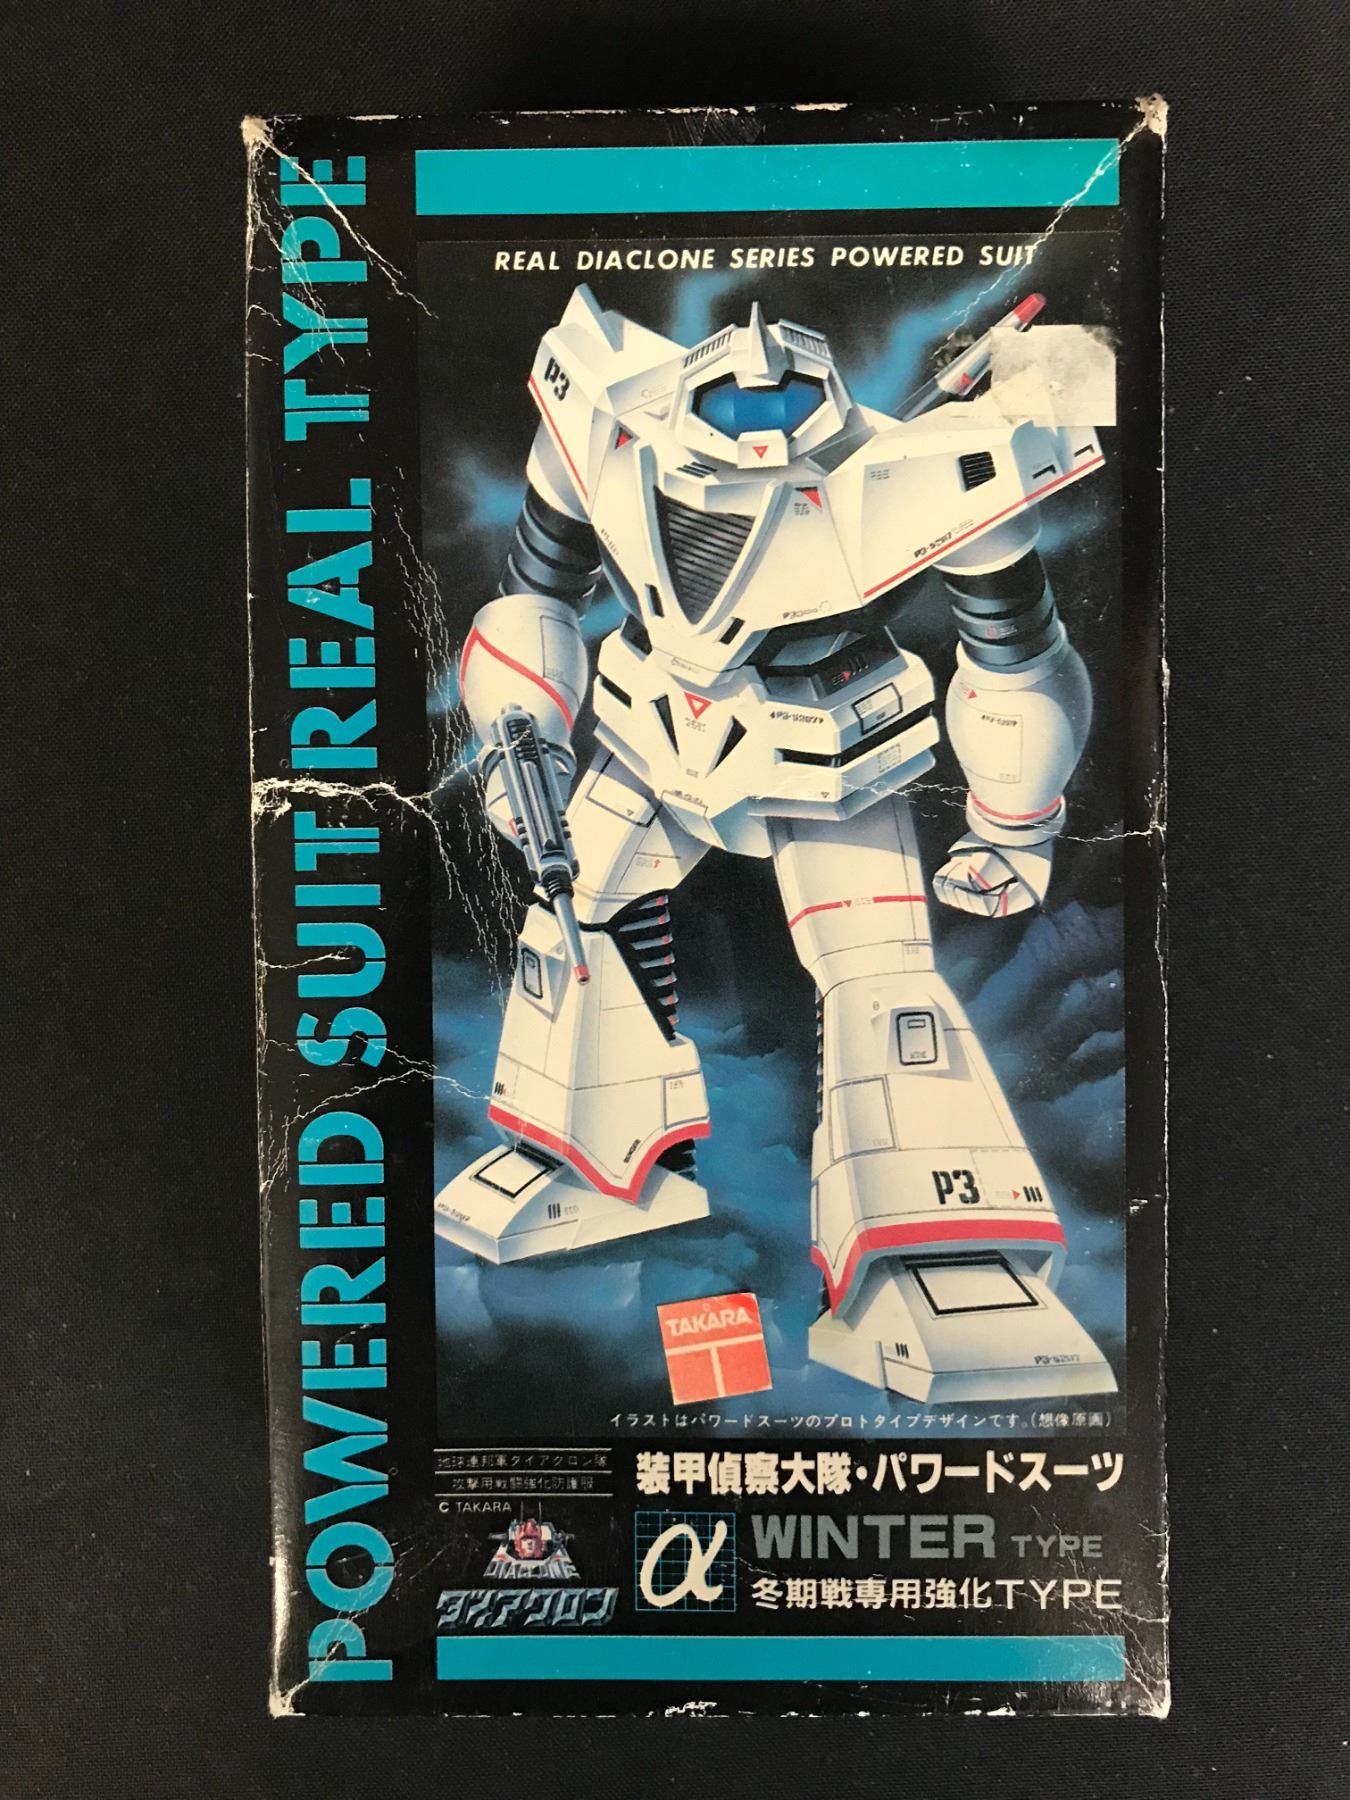 POWERED SUIT REAL TYPE
REAL DIACLONE SERIES POWERED SUIT
P3
P3-S2017
P3
TAKARA
イラストはパワードスーツのプロトタイプデザインです。(想像原画)
地球連邦軍ダイアクロン隊
攻撃用戦闘強化防護服
C TAKARA
DIACLONE
ダイアクロン
装甲偵察大隊・パワードスーツ
α WINTER TYPE
冬期戦専用強化TYPE